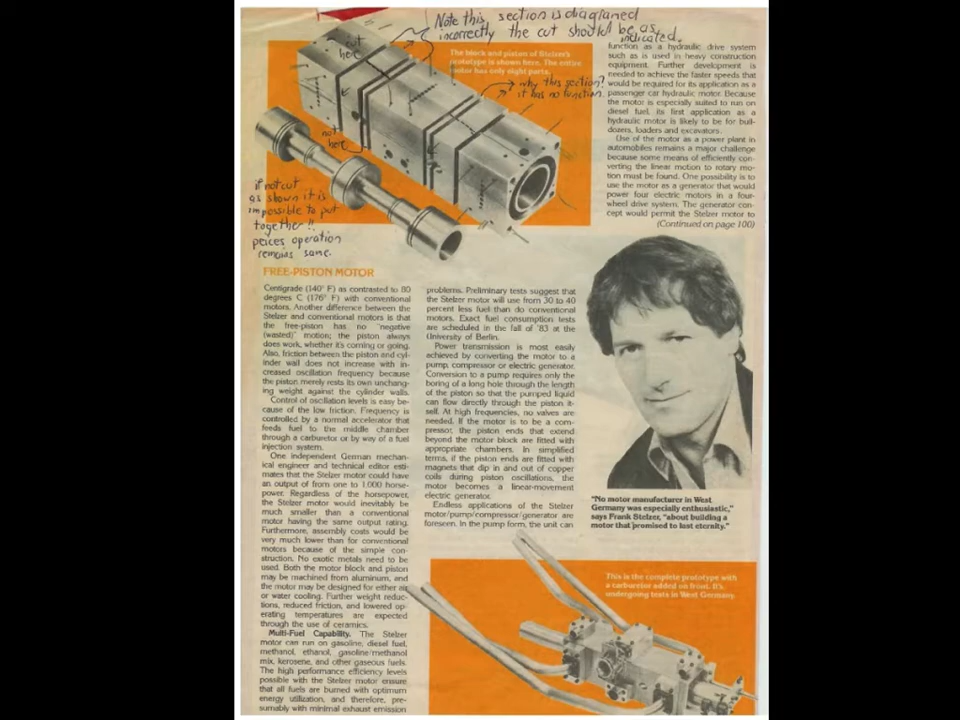 Note this section is diagramed
incorrectly the cut should be as
indicated.
cut
here
The block and piston of Stelzer's
prototype is shown here. The entire
motor has only eight parts.
why this section?
it has no function.
not
here
if not cut
as shown it is
impossible to put
together!!
peices operation
remains same.
FREE-PISTON MOTOR
Centigrade (140° F) as contrasted to 80
degrees C (176° F) with conventional
motors. Another difference between the
Stelzer and conventional motors is that
the free-piston has no "negative
(wasted)" motion; the piston always
does work, whether it's coming or going.
Also, friction between the piston and cyl-
inder wall does not increase with in-
creased oscillation frequency because
the piston merely rests its own unchang-
ing weight against the cylinder walls.
Control of oscillation levels is easy be-
cause of the low friction. Frequency is
controlled by a normal accelerator that
feeds fuel to the middle chamber
through a carburetor or by way of a fuel
injection system.
One independent German mechan-
ical engineer and technical editor esti-
mates that the Stelzer motor could have
an output of from one to 1,000 horse-
power. Regardless of the horsepower,
the Stelzer motor would inevitably be
much smaller than a conventional
motor having the same output rating.
Furthermore, assembly costs would be
very much lower than for conventional
motors because of the simple con-
struction. No exotic metals need to be
used. Both the motor block and piston
may be machined from aluminum, and
the motor may be designed for either air
or water cooling. Further weight reduc-
tions, reduced friction, and lowered op-
erating temperatures are expected
through the use of ceramics.
Multi-Fuel Capability. The Stelzer
motor can run on gasoline, diesel fuel,
methanol, ethanol, gasoline/methanol
mix, kerosene, and other gaseous fuels.
The high performance efficiency levels
possible with the Stelzer motor ensure
that all fuels are burned with optimum
energy utilization, and therefore, pre-
sumably with minimal exhaust emission
problems. Preliminary tests suggest that
the Stelzer motor will use from 30 to 40
percent less fuel than do conventional
motors. Exact fuel consumption tests
are scheduled in the fall of '83 at the
University of Berlin.
Power transmission is most easily
achieved by converting the motor to a
pump, compressor or electric generator.
Conversion to a pump requires only the
boring of a long hole through the length
of the piston so that the pumped liquid
can flow directly through the piston it-
self. At high frequencies, no valves are
needed. If the motor is to be a com-
pressor, the piston ends that extend
beyond the motor block are fitted with
appropriate chambers. In simplified
terms, if the piston ends are fitted with
magnets that dip in and out of copper
coils during piston oscillations, the
motor becomes a linear-movement
electric generator.
Endless applications of the Stelzer
motor/pump/compressor/generator are
foreseen. In the pump form, the unit can
function as a hydraulic drive system
such as is used in heavy construction
equipment. Further development is
needed to achieve the faster speeds that
would be required for its application as a
passenger car hydraulic motor. Because
the motor is especially suited to run on
diesel fuel, its first application as a
hydraulic motor is likely to be for bull-
dozers, loaders and excavators.
Use of the motor as a power plant in
automobiles remains a major challenge
because some means of efficiently con-
verting the linear motion to rotary mo-
tion must be found. One possibility is to
use the motor as a generator that would
power four electric motors in a four-
wheel drive system. The generator con-
cept would permit the Stelzer motor to
(Continued on page 100)
"No motor manufacturer in West
Germany was especially enthusiastic,"
says Frank Stelzer, "about building a
motor that promised to last eternity."
This is the complete prototype with
a carburetor added on front. It's
undergoing tests in West Germany.